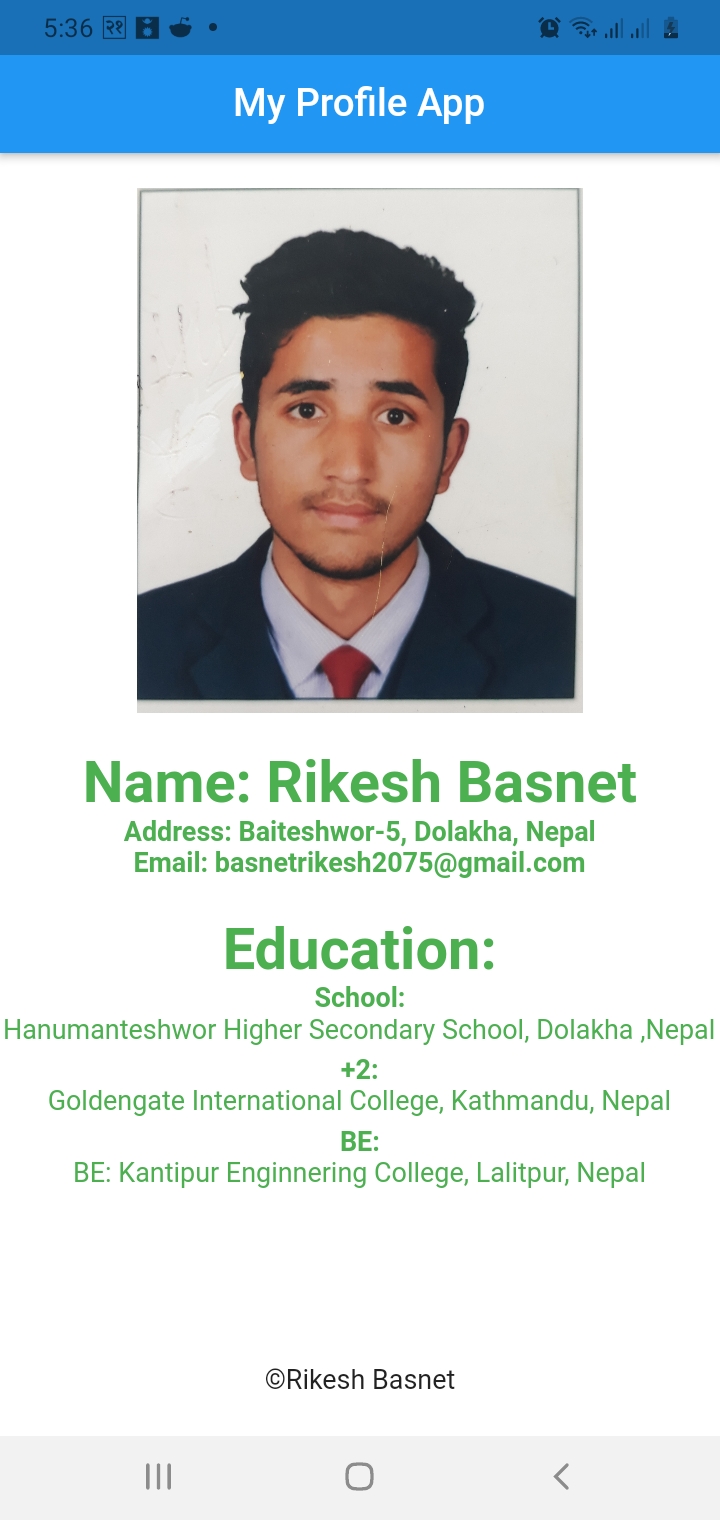 5:36 २१
My Profile App
Name: Rikesh Basnet
Address: Baiteshwor-5, Dolakha, Nepal
Email: basnetrikesh2075@gmail.com
Education:
School:
Hanumanteshwor Higher Secondary School, Dolakha ,Nepal
+2:
Goldengate International College, Kathmandu, Nepal
BE:
BE: Kantipur Enginnering College, Lalitpur, Nepal
©Rikesh Basnet